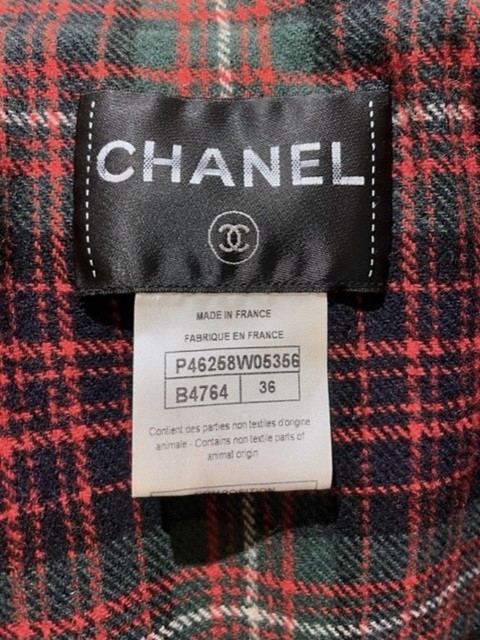 CHANEL
MADE IN FRANCE
FABRIQUE EN FRANCE
P46258W05356
B4764 36
Contient des parties non textiles d'origine
animale - Contains non textile parts of
animal origin
COMPOSITION